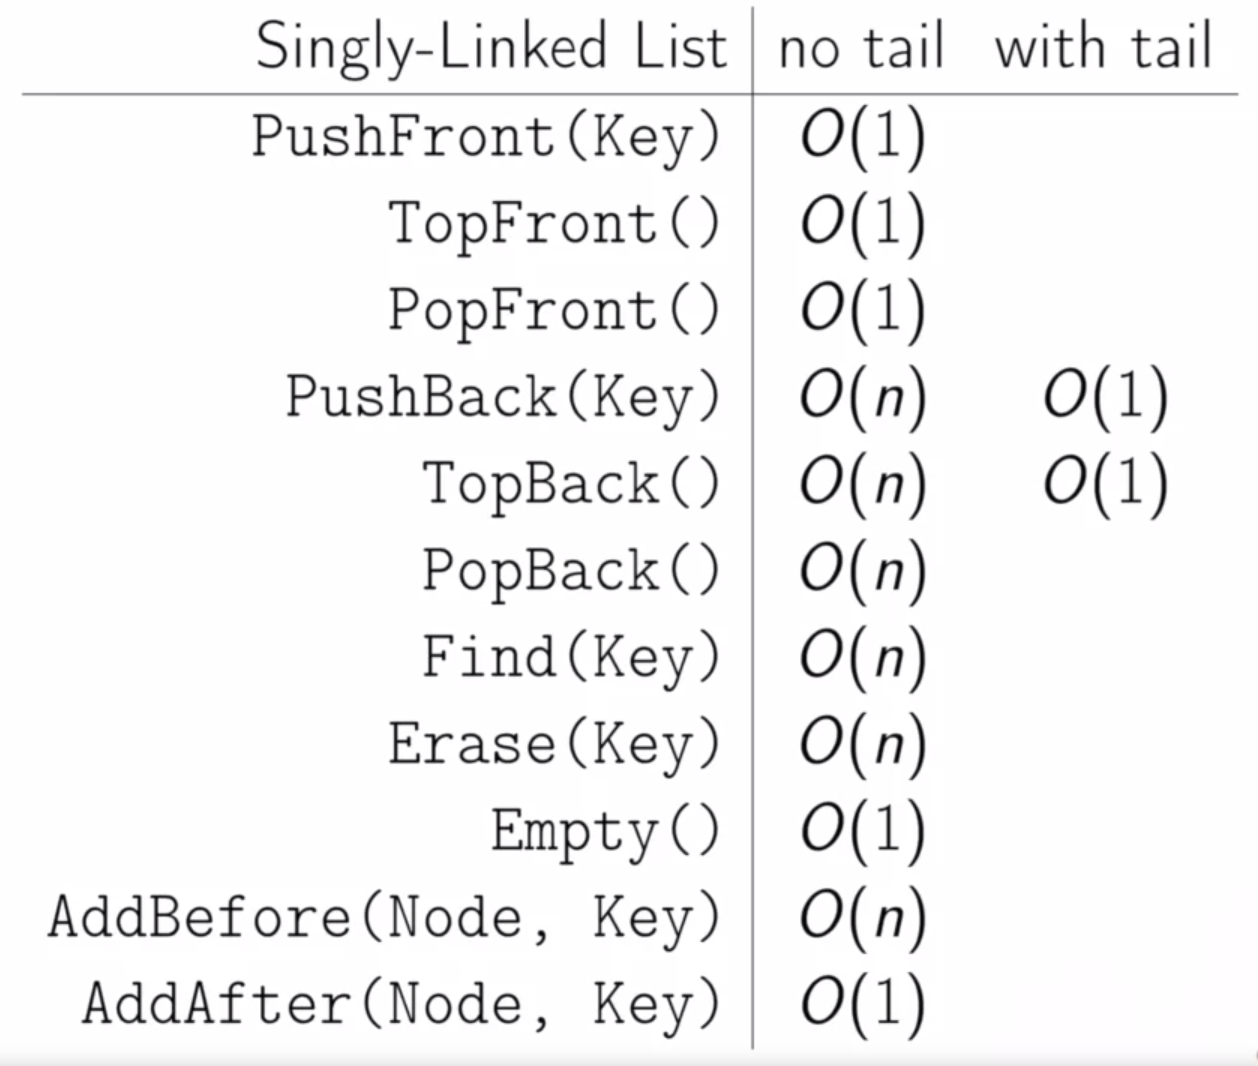 Singly-Linked List no tail with tail
PushFront(Key) O(1)
TopFront() O(1)
PopFront() O(1)
PushBack(Key) O(n) O(1)
TopBack() O(n) O(1)
PopBack() O(n)
Find(Key) O(n)
Erase(Key) O(n)
Empty() O(1)
AddBefore(Node, Key) O(n)
AddAfter(Node, Key) O(1)